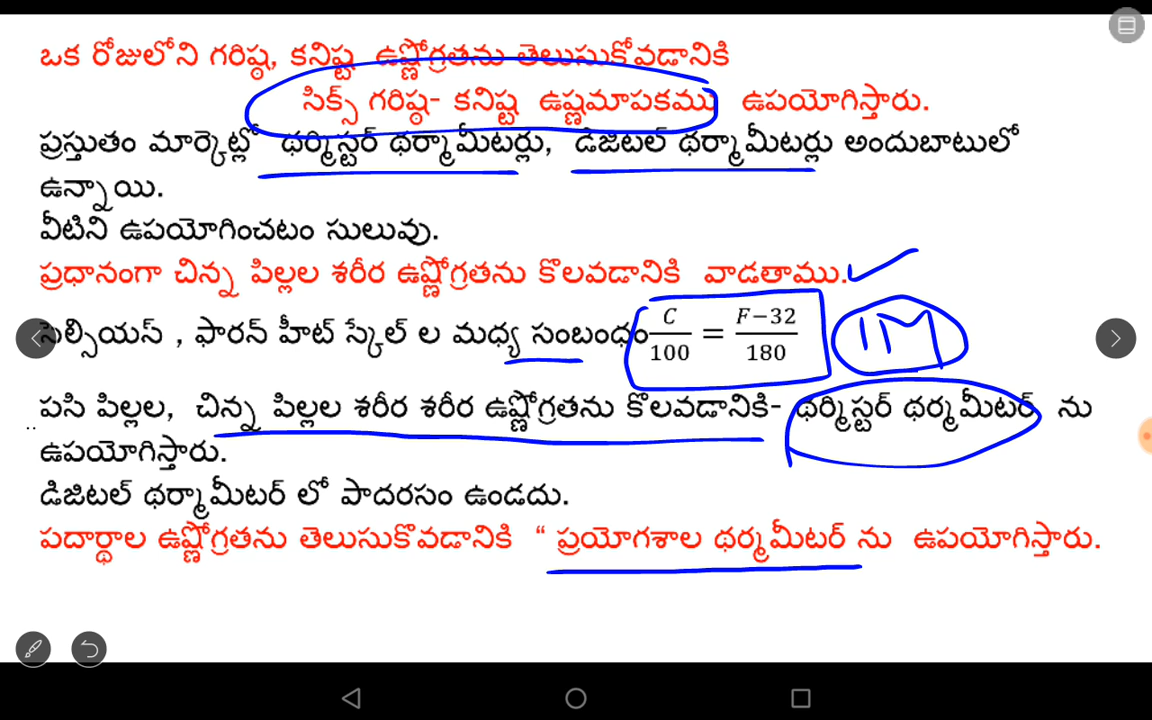 ఒక రోజులోని గరిష్ఠ, కనిష్ట ఉష్ణోగ్రతను తెలుసుకోవడానికి
సిక్స్ గరిష్ఠ- కనిష్ట ఉష్ణమాపకము ఉపయోగిస్తారు.
ప్రస్తుతం మార్కెట్లో థర్మిస్టర్ థర్మామీటర్లు, డిజిటల్ థర్మామీటర్లు అందుబాటులో
ఉన్నాయి.
వీటిని ఉపయోగించటం సులువు.
ప్రధానంగా చిన్న పిల్లల శరీర ఉష్ణోగ్రతను కొలవడానికి వాడతాము.
సెల్సియస్ , ఫారన్ హీట్ స్కేల్ ల మధ్య సంబంధం C/100 = F−32/180 1M
పసి పిల్లల, చిన్న పిల్లల శరీర శరీర ఉష్ణోగ్రతను కొలవడానికి- థర్మిస్టర్ థర్మమీటర్ ను
ఉపయోగిస్తారు.
డిజిటల్ థర్మామీటర్ లో పాదరసం ఉండదు.
పదార్థాల ఉష్ణోగ్రతను తెలుసుకొవడానికి “ ప్రయోగశాల థర్మమీటర్ ను ఉపయోగిస్తారు.